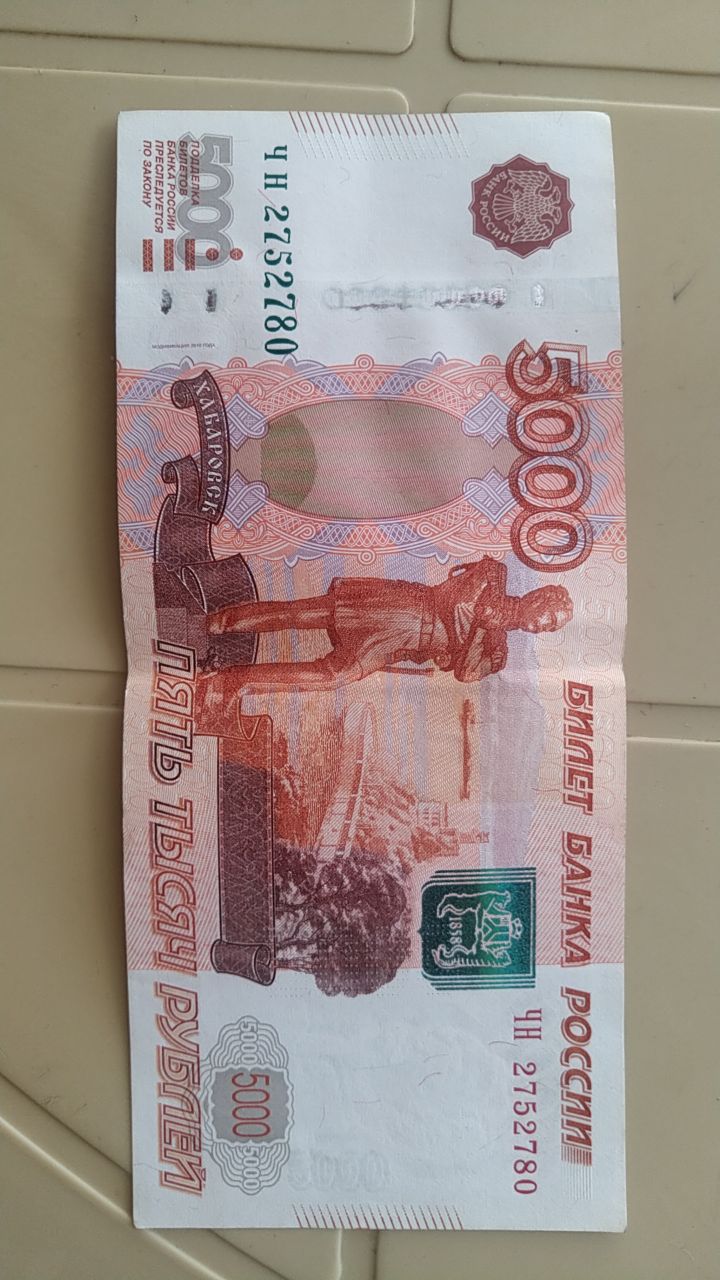 5000
БИЛЕТ БАНКА РОССИИ
БАНК РОССИИ
ЧН 2752780
1858
ЧН 2752780
5000
ПОДДЕЛКА
БИЛЕТОВ
БАНКА РОССИИ
ПРЕСЛЕДУЕТСЯ
ПО ЗАКОНУ
ХАБАРОВСК
5000 5000 5000
ПЯТЬ ТЫСЯЧ РУБЛЕЙ